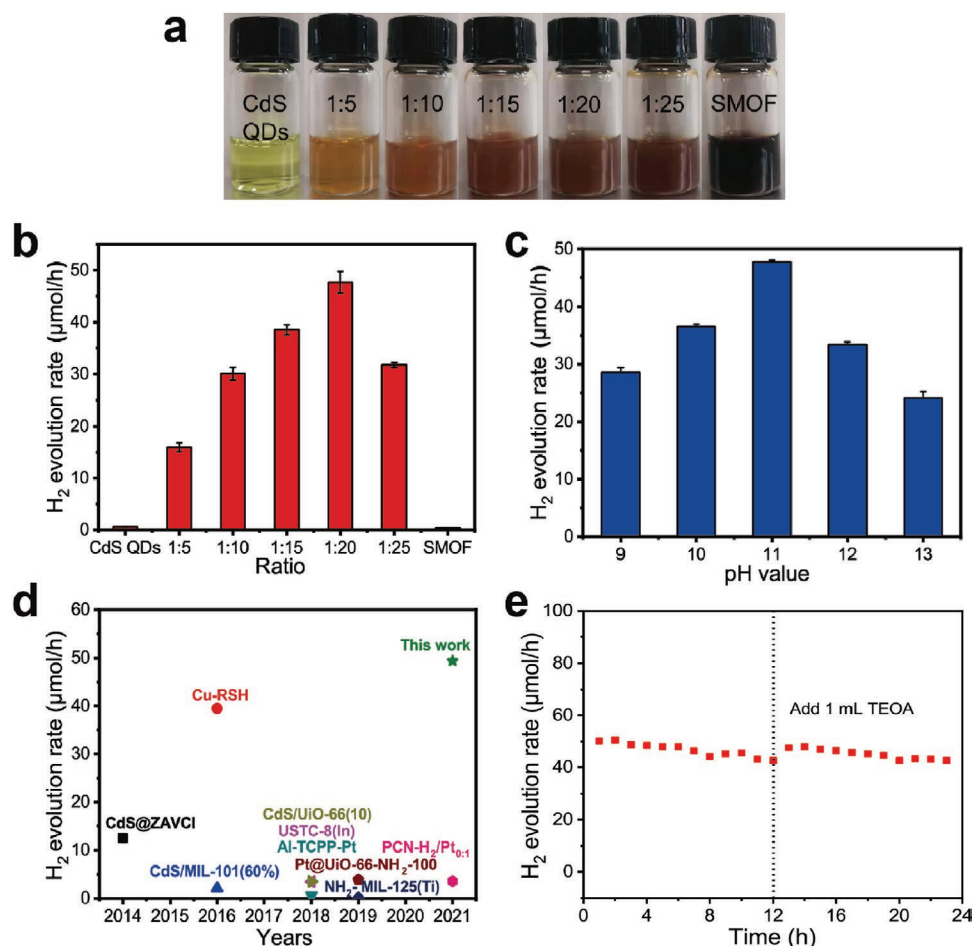 a
CdS
QDs
1:5
1:10
1:15
1:20
1:25
SMOF
b
H₂ evolution rate (µmol/h)
50
40
30
20
10
0
CdS QDs 1:5 1:10 1:15 1:20 1:25 SMOF
Ratio
c
H₂ evolution rate (µmol/h)
50
40
30
20
10
0
9 10 11 12 13
pH value
d
H₂ evolution rate (µmol/h)
60
50
40
30
20
10
0
This work
Cu-RSH
CdS@ZAVCl
CdS/UiO-66(10)
USTC-8(In)
Al-TCPP-Pt
PCN-H₂/Pt₀:₁
CdS/MIL-101(60%)
Pt@UiO-66-NH₂-100
NH₂-MIL-125(Ti)
2014 2015 2016 2017 2018 2019 2020 2021
Years
e
H₂ evolution rate (µmol/h)
100
80
60
40
20
0
Add 1 mL TEOA
0 4 8 12 16 20 24
Time (h)